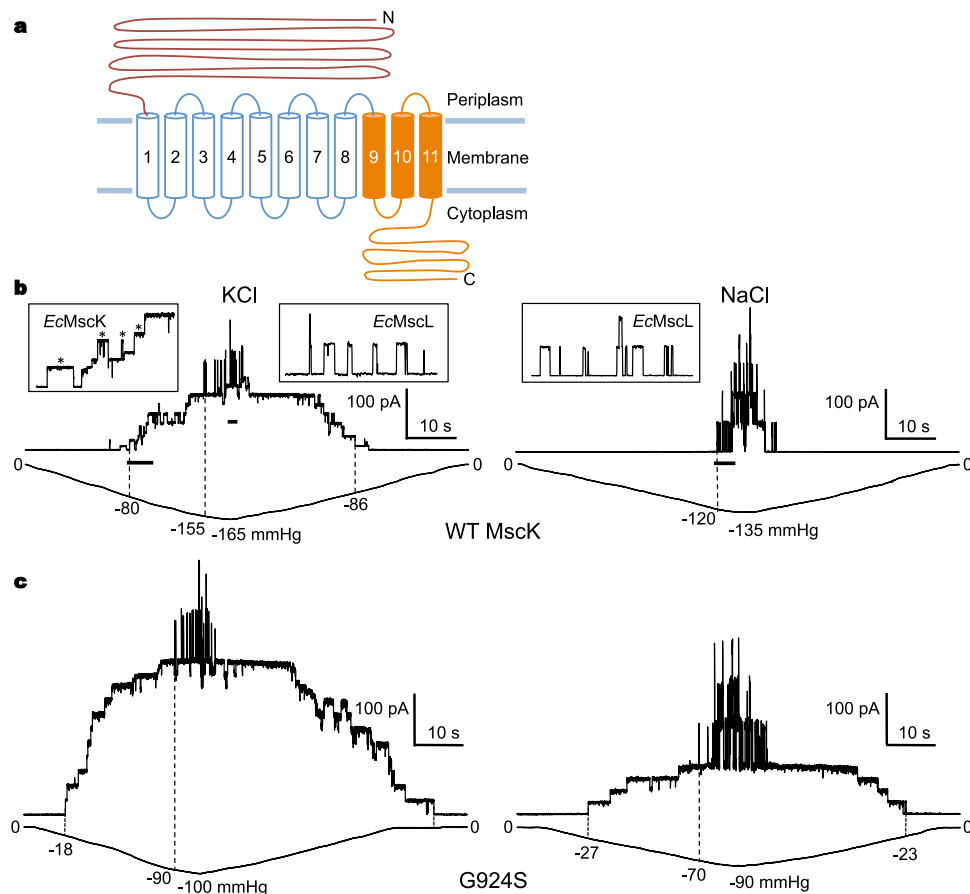 a
N
Periplasm
1 2 3 4 5 6 7 8 9 10 11
Membrane
Cytoplasm
C
b
KCl
NaCl
EcMscK
* * * *
EcMscL
EcMscL
100 pA
10 s
100 pA
10 s
0
0
0
0
-80
-155
-165 mmHg
-86
-120
-135 mmHg
WT MscK
c
100 pA
10 s
100 pA
10 s
0
0
0
0
-18
-90
-100 mmHg
-27
-70
-90 mmHg
-23
G924S